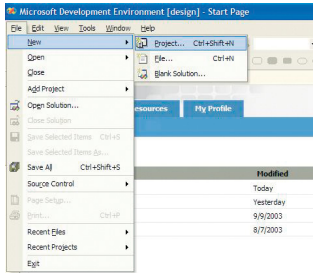 Microsoft Development Environment [design] - Start Page
File Edit View Tools Window Help
New
Project... Ctrl+Shift+N
Open
File... Ctrl+N
Close
Blank Solution...
Add Project
Open Solution...
esources My Profile
Close Solution
Save Selected Items Ctrl+S
Save Selected Items As...
Save All Ctrl+Shift+S
Modified
Source Control
Today
Page Setup...
Yesterday
Print... Ctrl+P
9/9/2003
8/7/2003
Recent Files
Recent Projects
Exit